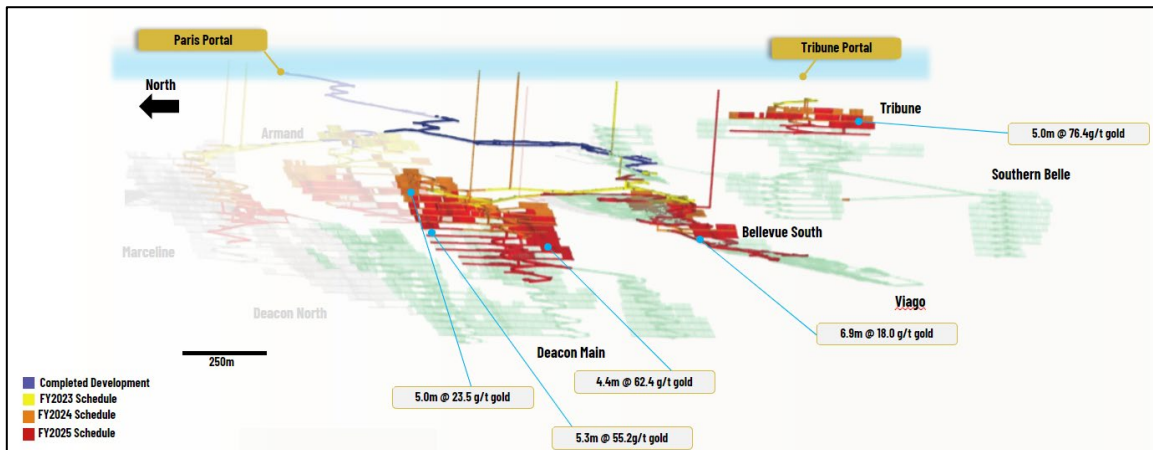 Paris Portal
Tribune Portal
North
Armand
Tribune
5.0m @ 76.4g/t gold
Southern Belle
Marceline
Bellevue South
Deacon North
Viago
250m
6.9m @ 18.0 g/t gold
Deacon Main
4.4m @ 62.4 g/t gold
5.0m @ 23.5 g/t gold
5.3m @ 55.2g/t gold
Completed Development
FY2023 Schedule
FY2024 Schedule
FY2025 Schedule